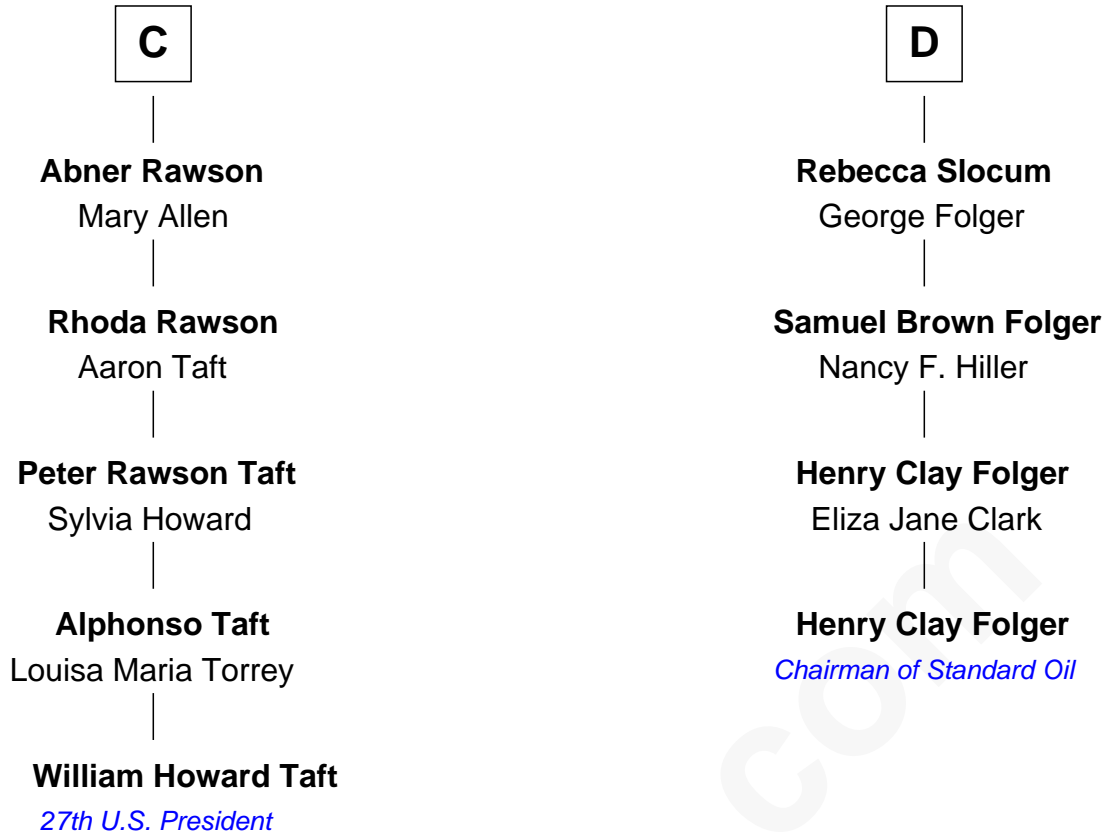 C
Abner Rawson
Mary Allen
Rhoda Rawson
Aaron Taft
Peter Rawson Taft
Sylvia Howard
Alphonso Taft
Louisa Maria Torrey
William Howard Taft
27th U.S. President
D
Rebecca Slocum
George Folger
Samuel Brown Folger
Nancy F. Hiller
Henry Clay Folger
Eliza Jane Clark
Henry Clay Folger
Chairman of Standard Oil
com